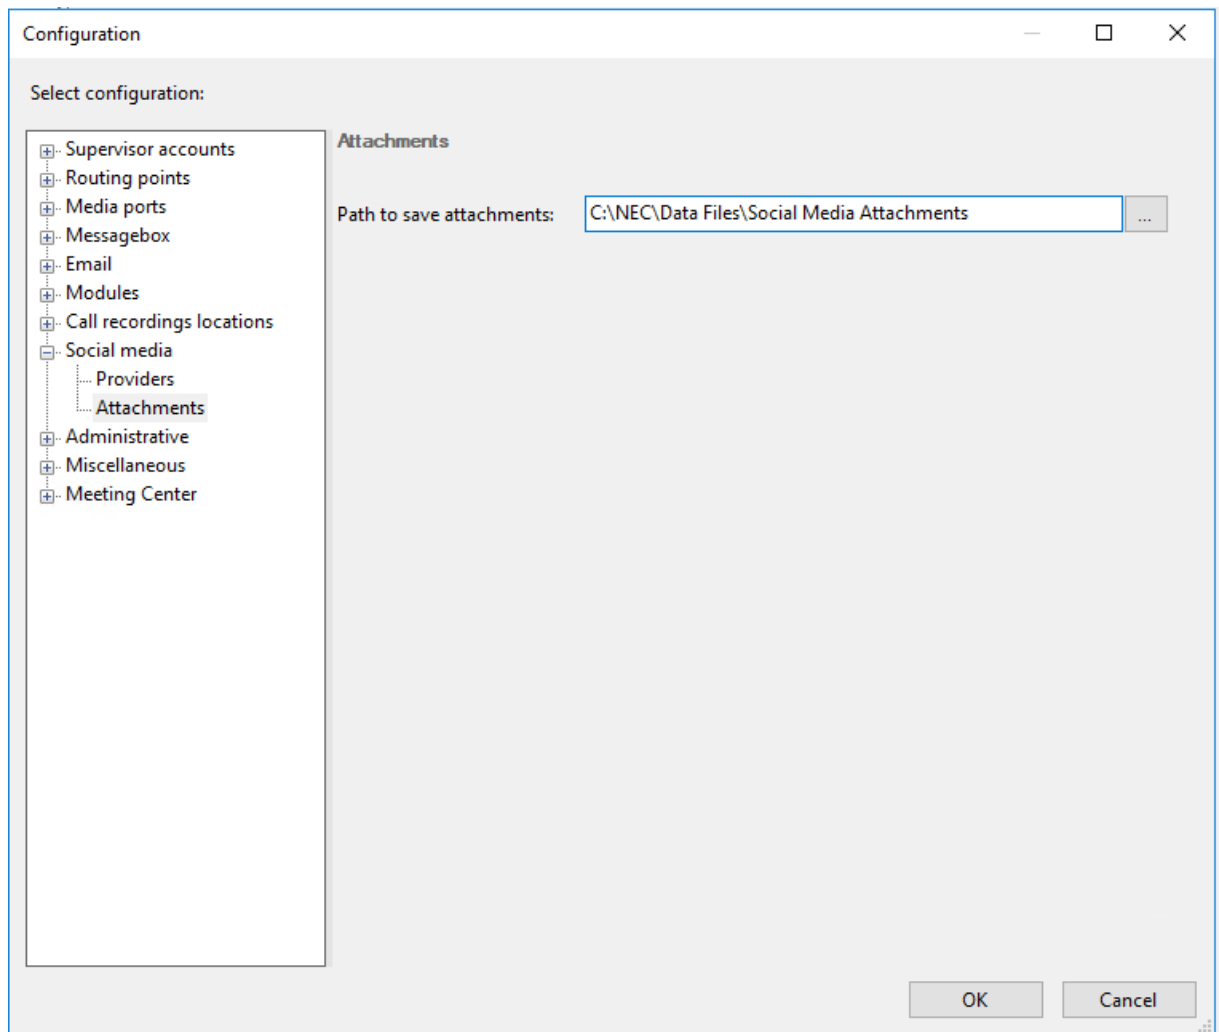 Configuration
Select configuration:
Supervisor accounts
Routing points
Media ports
Messagebox
Email
Modules
Call recordings locations
Social media
Providers
Attachments
Administrative
Miscellaneous
Meeting Center
Attachments
Path to save attachments: C:\NEC\Data Files\Social Media Attachments ...
OK Cancel